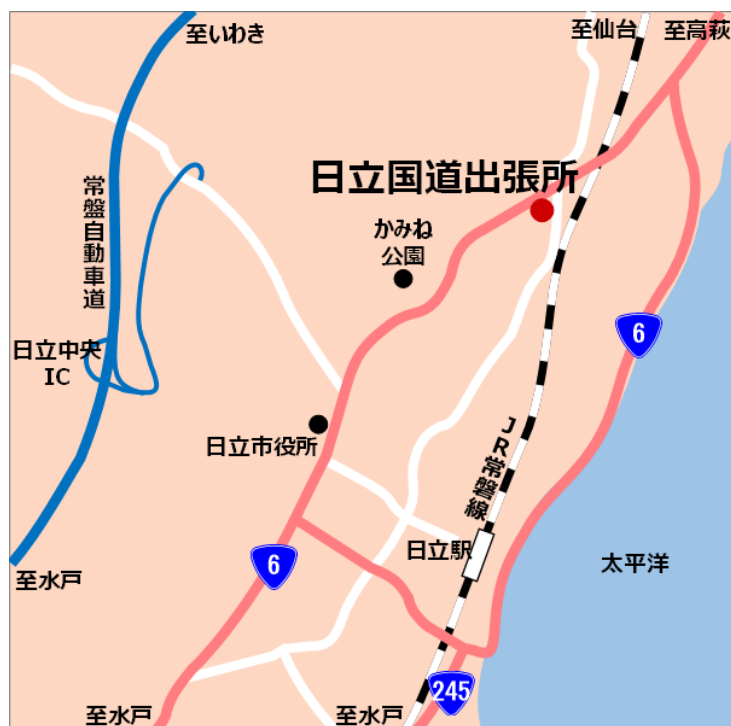 至いわき
至仙台
至高萩
日立国道出張所
常盤自動車道
かみね
公園
6
日立中央
IC
JR常磐線
日立市役所
日立駅
6
太平洋
至水戸
245
至水戸
至水戸